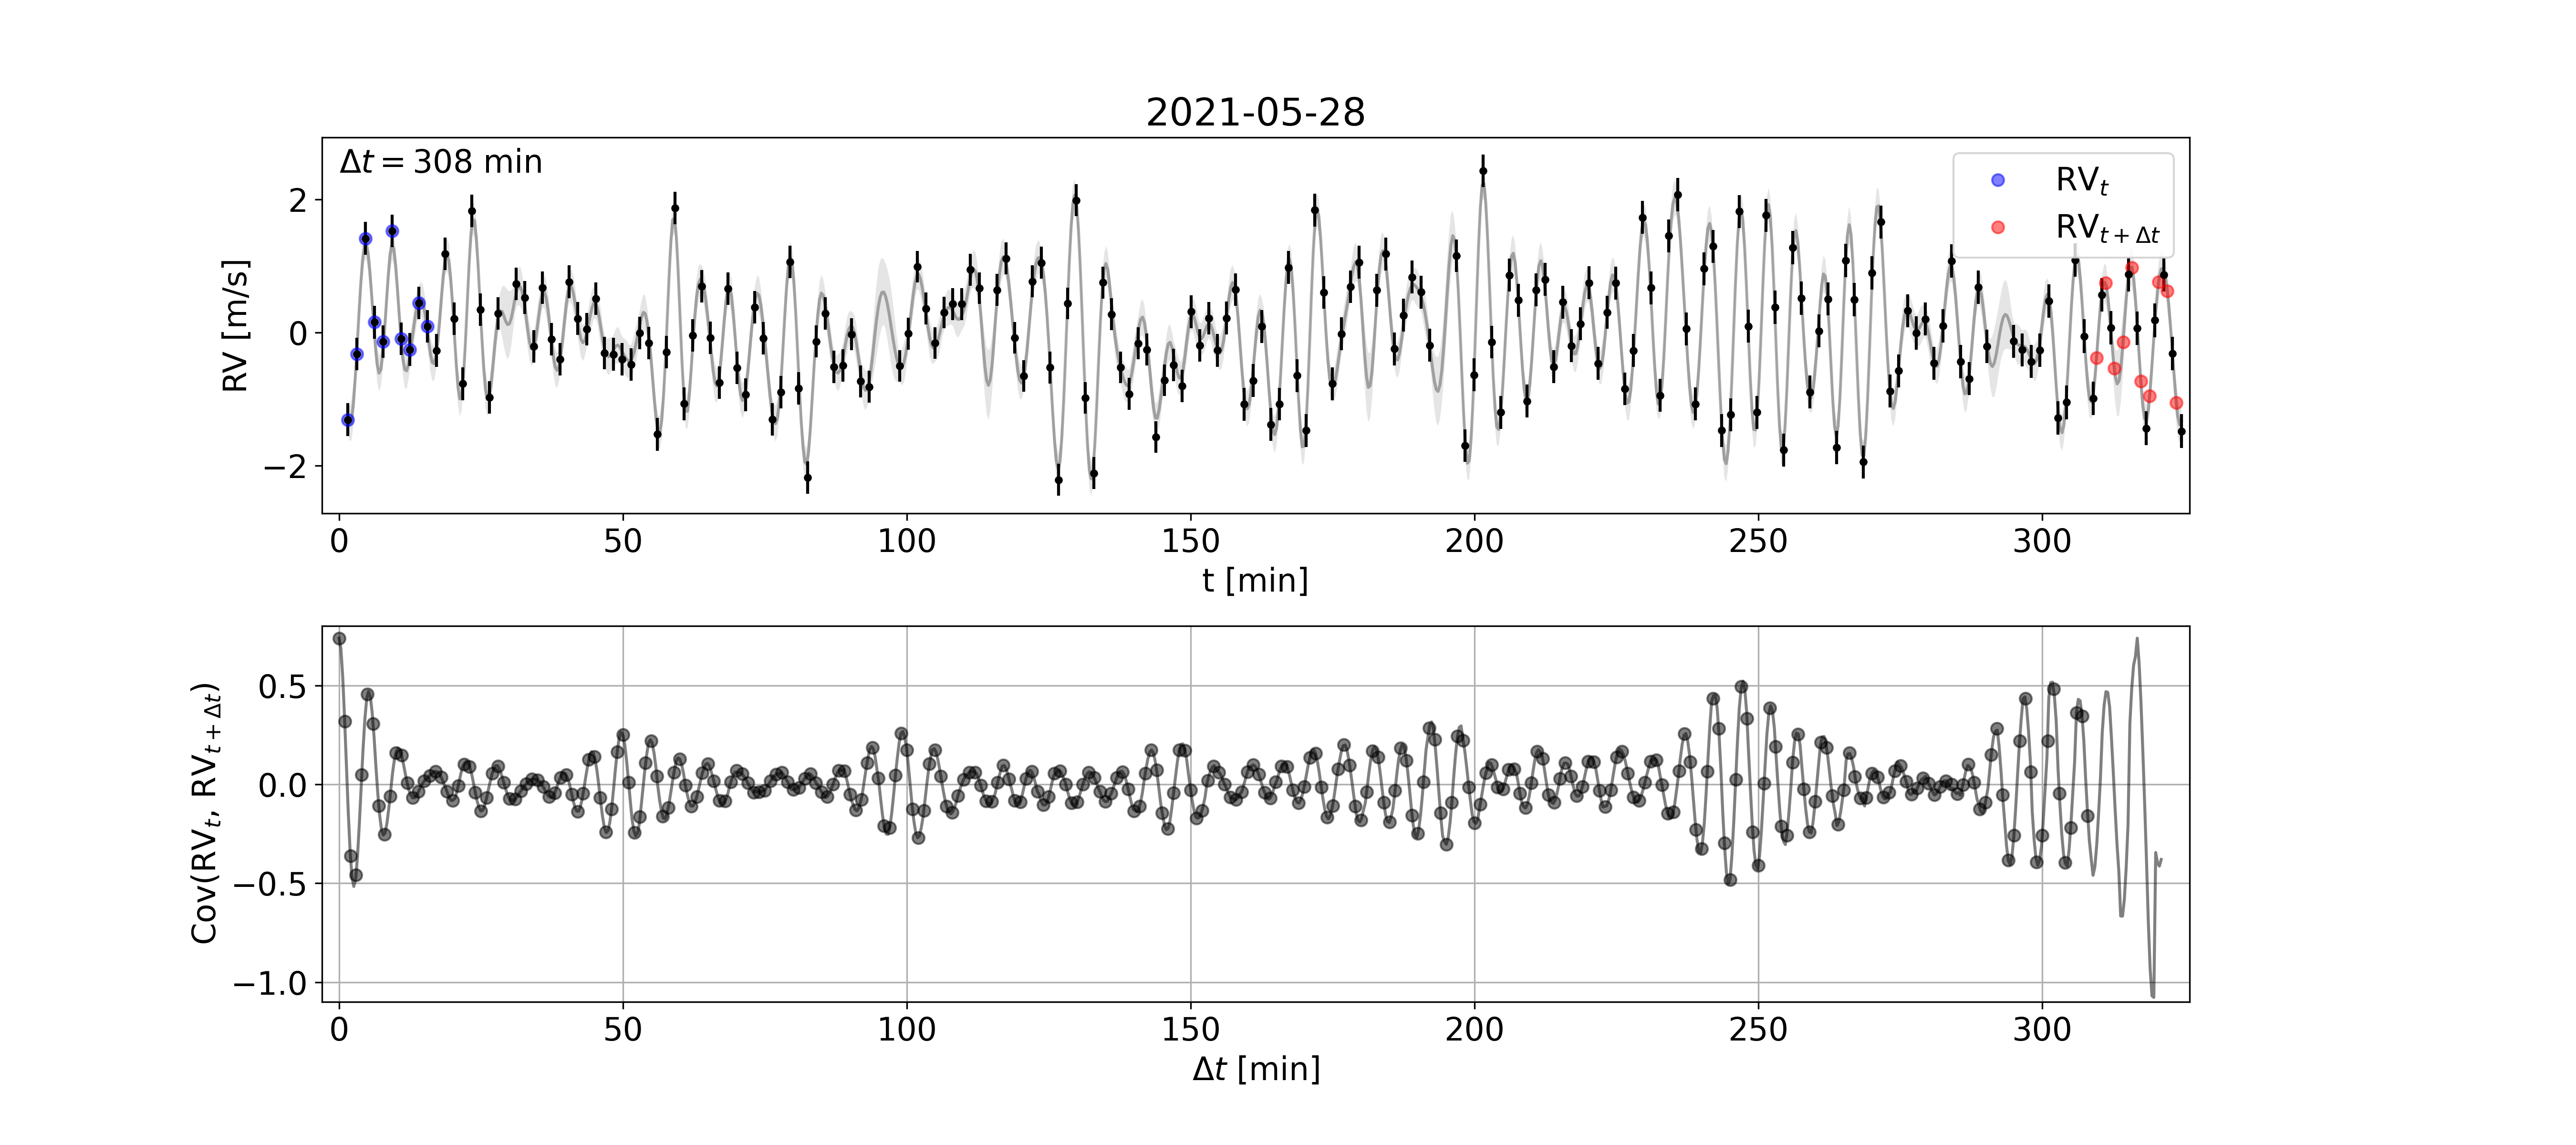 2021-05-28
Δt = 308 min
RV_t
RV_{t+Δt}
RV [m/s]
2
0
−2
0 50 100 150 200 250 300
t [min]
Cov(RV_t, RV_{t+Δt})
0.5
0.0
−0.5
−1.0
0 50 100 150 200 250 300
Δt [min]